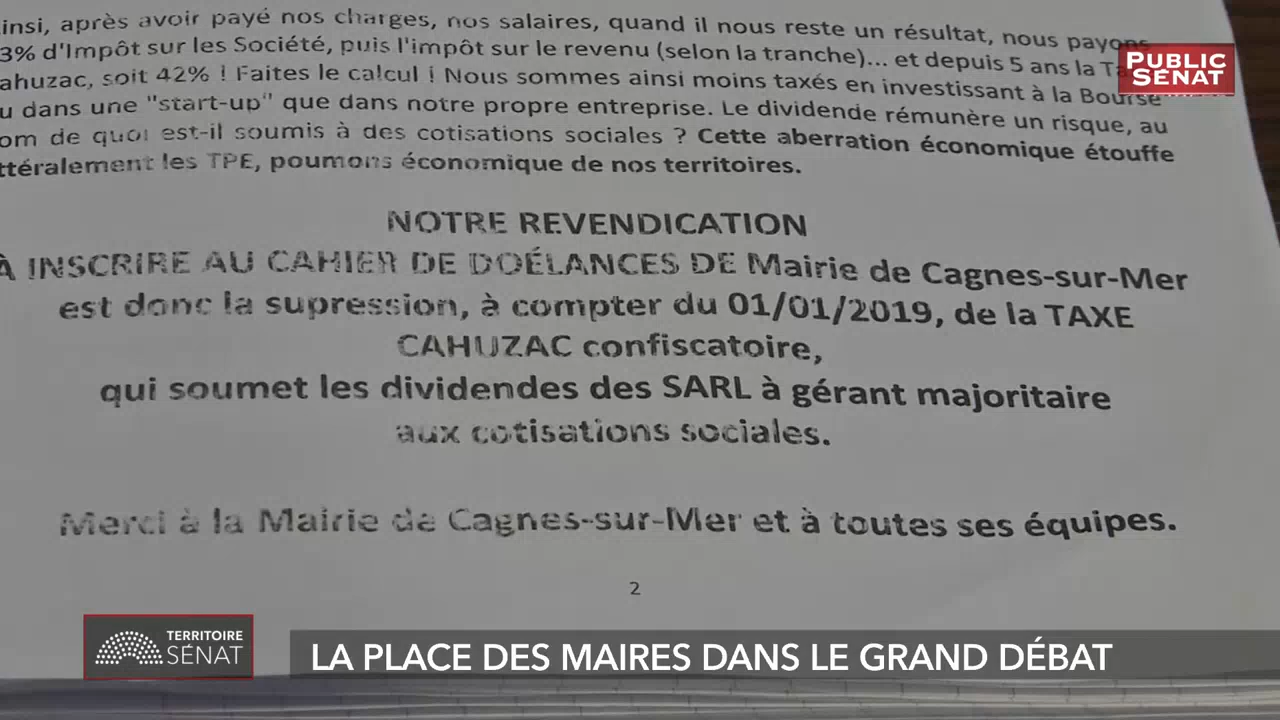 insi, après avoir payé nos charges, nos salaires, quand il nous reste un résultat, nous payons
3% d'Impôt sur les Société, puis l'impôt sur le revenu (selon la tranche)... et depuis 5 ans la Ta
ahuzac, soit 42% ! Faites le calcul ! Nous sommes ainsi moins taxés en investissant à la Bourse
u dans une "start-up" que dans notre propre entreprise. Le dividende rémunère un risque, au
om de quoi est-il soumis à des cotisations sociales ? Cette aberration économique étouffe
ttéralement les TPE, poumons économique de nos territoires.
NOTRE REVENDICATION
À INSCRIRE AU CAHIER DE DOÉLANCES DE Mairie de Cagnes-sur-Mer
est donc la supression, à compter du 01/01/2019, de la TAXE
CAHUZAC confiscatoire,
qui soumet les dividendes des SARL à gérant majoritaire
aux cotisations sociales.
Merci à la Mairie de Cagnes-sur-Mer et à toutes ses équipes.
2
PUBLIC
SÉNAT
TERRITOIRE
SÉNAT
LA PLACE DES MAIRES DANS LE GRAND DÉBAT